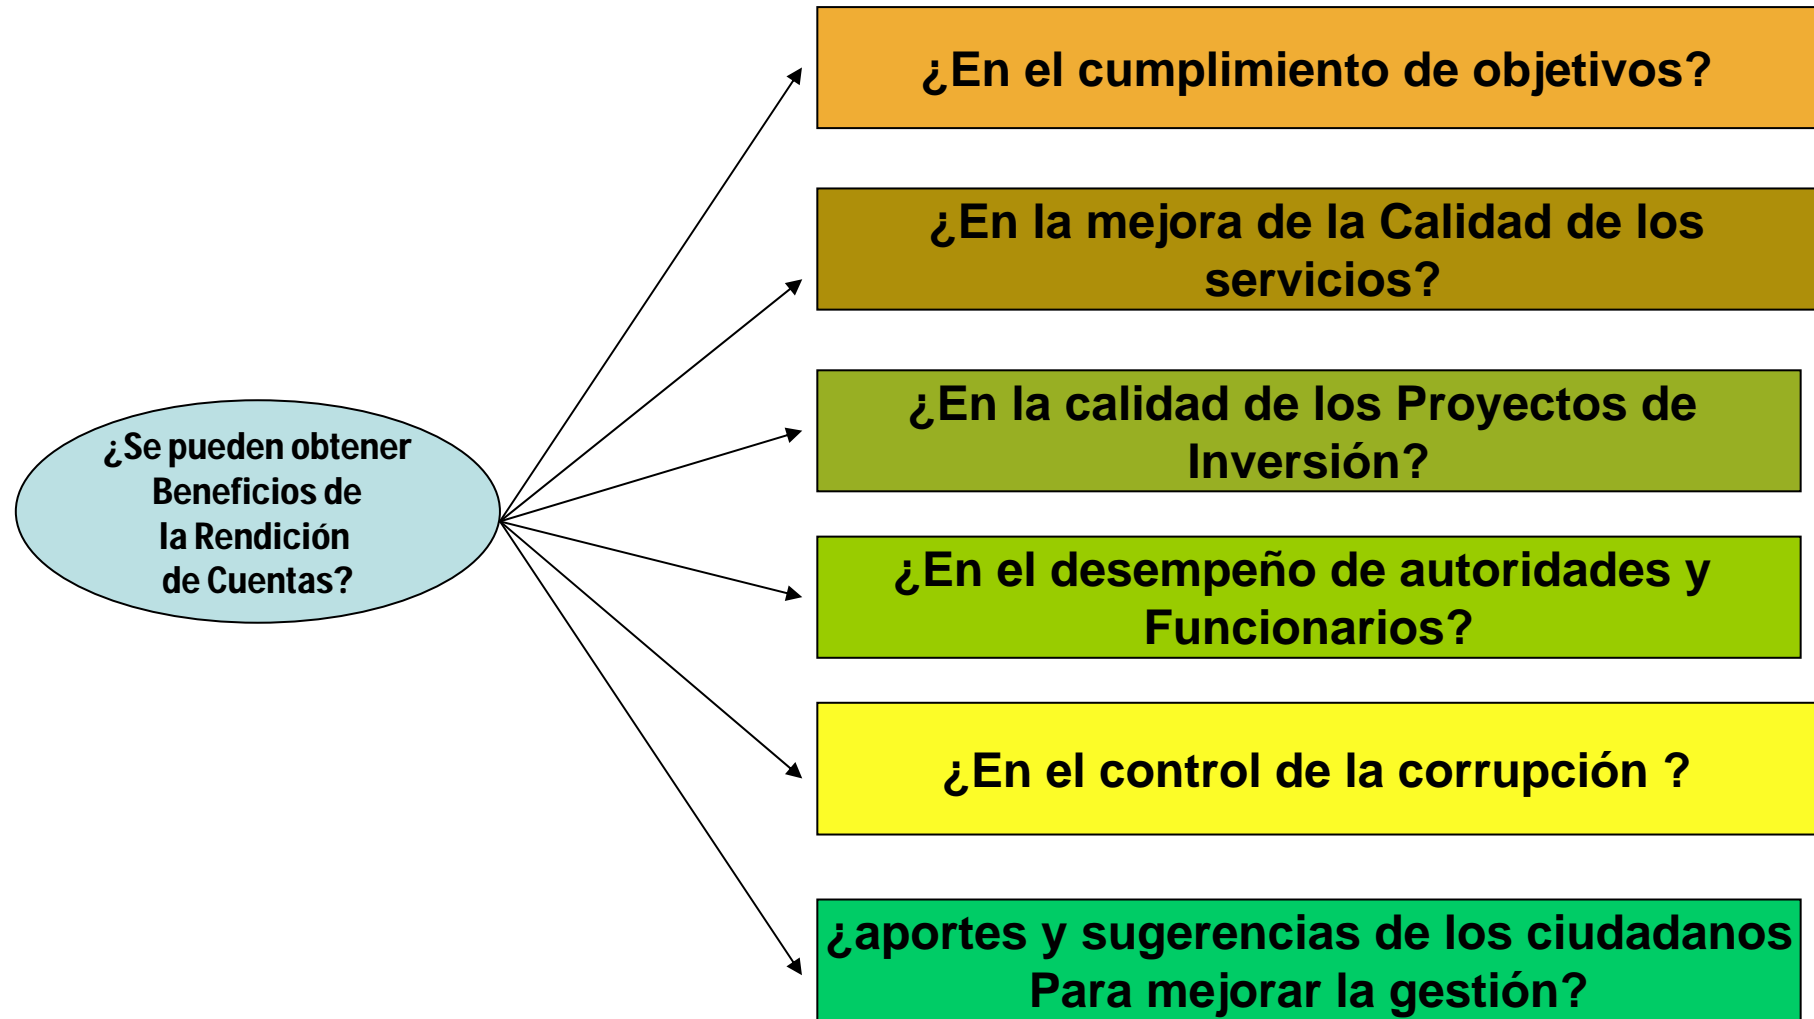 ¿En el cumplimiento de objetivos?
¿En la mejora de la Calidad de los
servicios?
¿En la calidad de los Proyectos de
Inversión?
¿Se pueden obtener
Beneficios de
la Rendición
de Cuentas?
¿En el desempeño de autoridades y
Funcionarios?
¿En el control de la corrupción ?
¿aportes y sugerencias de los ciudadanos
Para mejorar la gestión?